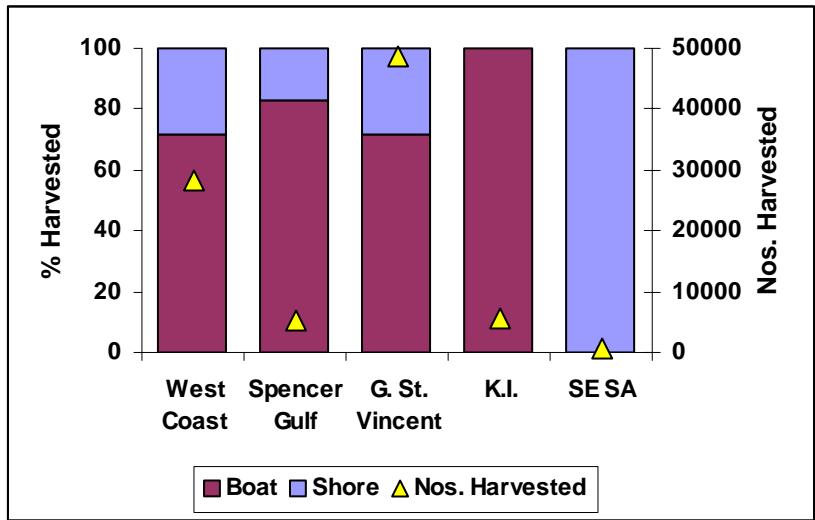 % Harvested
100
80
60
40
20
0
50000
40000
30000
20000
10000
0
Nos. Harvested
West Coast
Spencer Gulf
G. St. Vincent
K.I.
SE SA
Boat
Shore
Nos. Harvested